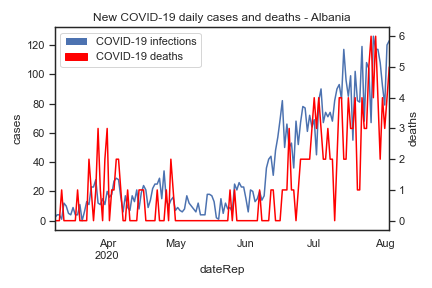 New COVID-19 daily cases and deaths - Albania
COVID-19 infections
COVID-19 deaths
120
100
80
60
40
20
0
cases
6
5
4
3
2
1
0
deaths
Apr May Jun Jul Aug
2020
dateRep